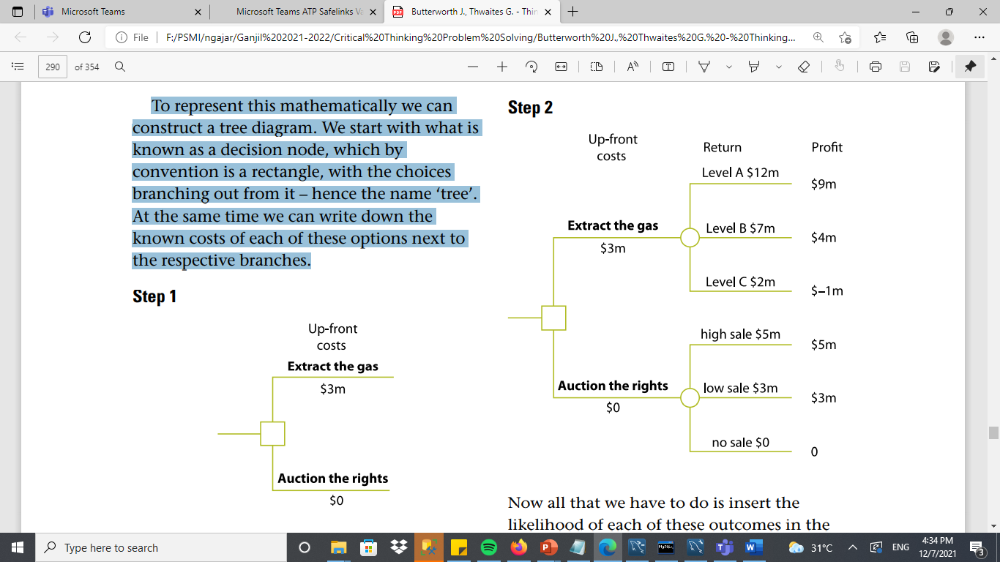 Microsoft Teams
Microsoft Teams ATP Safelinks Va
Butterworth J., Thwaites G. - Thin
File
F:/PSMI/ngajar/Ganjil%202021-2022/Critical%20Thinking%20Problem%20Solving/Butterworth%20J.,%20Thwaites%20G.%20-%20Thinking...
290 of 354
To represent this mathematically we can
construct a tree diagram. We start with what is
known as a decision node, which by
convention is a rectangle, with the choices
branching out from it – hence the name ‘tree’.
At the same time we can write down the
known costs of each of these options next to
the respective branches.
Step 1
Up-front
costs
Extract the gas
$3m
Auction the rights
$0
Step 2
Up-front
costs
Return
Profit
Level A $12m
$9m
Extract the gas
$3m
Level B $7m
$4m
Level C $2m
$–1m
high sale $5m
$5m
Auction the rights
$0
low sale $3m
$3m
no sale $0
0
Now all that we have to do is insert the
likelihood of each of these outcomes in the
Type here to search
31°C
ENG
4:34 PM
12/7/2021
3